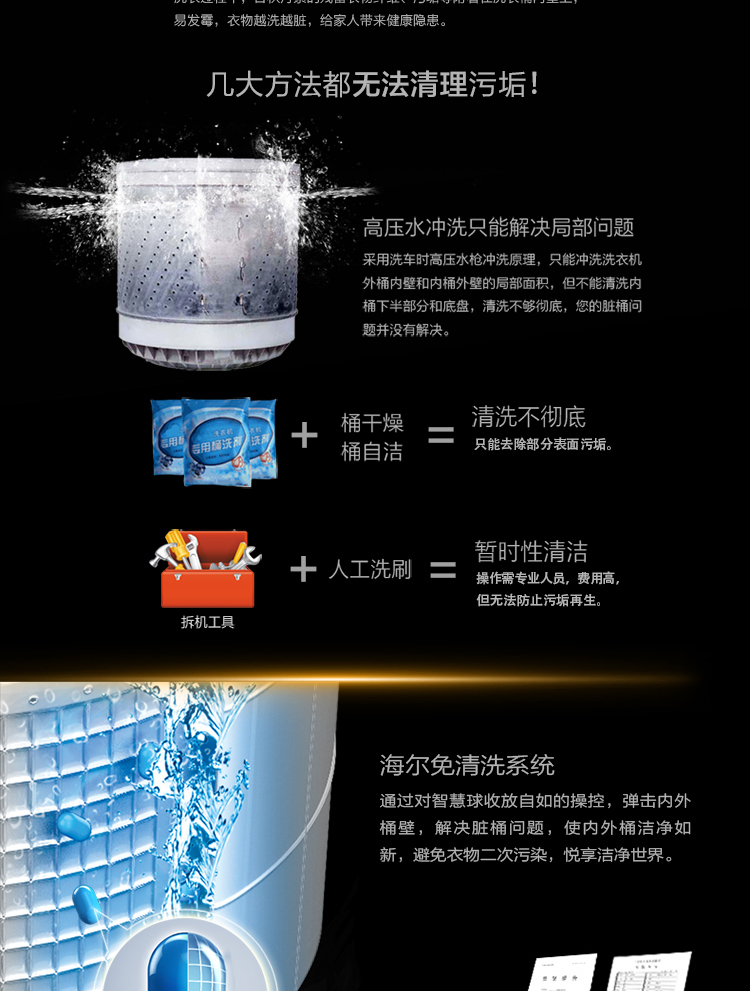 易发霉，衣物越洗越脏，给家人带来健康隐患。
几大方法都无法清理污垢！
高压水冲洗只能解决局部问题
采用洗车时高压水枪冲洗原理，只能冲洗洗衣机
外桶内壁和内桶外壁的局部面积，但不能清洗内
桶下半部分和底盘，清洗不够彻底，您的脏桶问
题并没有解决。
洗衣机
专用桶洗剂
+
桶干燥
桶自洁
=
清洗不彻底
只能去除部分表面污垢。
拆机工具
+
人工洗刷
=
暂时性清洁
操作需专业人员，费用高，
但无法防止污垢再生。
海尔免清洗系统
通过对智慧球收放自如的操控，弹击内外
桶壁，解决脏桶问题，使内外桶洁净如
新，避免衣物二次污染，悦享洁净世界。